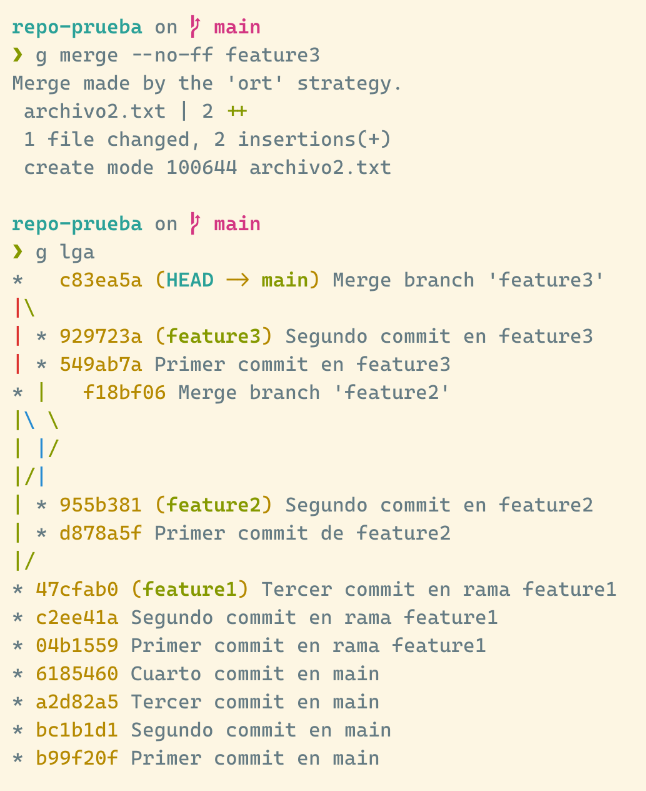 repo-prueba on main
❯ g merge --no-ff feature3
Merge made by the 'ort' strategy.
 archivo2.txt | 2 ++
 1 file changed, 2 insertions(+)
 create mode 100644 archivo2.txt
repo-prueba on main
❯ g lga
*   c83ea5a (HEAD -> main) Merge branch 'feature3'
|\
| * 929723a (feature3) Segundo commit en feature3
| * 549ab7a Primer commit en feature3
* |   f18bf06 Merge branch 'feature2'
|\ \
| |/
|/|
| * 955b381 (feature2) Segundo commit en feature2
| * d878a5f Primer commit de feature2
|/
* 47cfab0 (feature1) Tercer commit en rama feature1
* c2ee41a Segundo commit en rama feature1
* 04b1559 Primer commit en rama feature1
* 6185460 Cuarto commit en main
* a2d82a5 Tercer commit en main
* bc1b1d1 Segundo commit en main
* b99f20f Primer commit en main